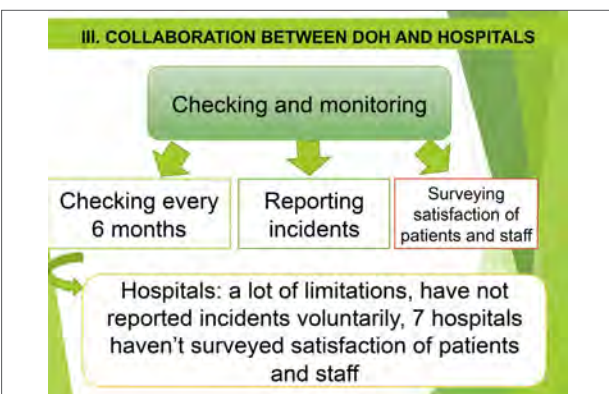 III. COLLABORATION BETWEEN DOH AND HOSPITALS
Checking and monitoring
Checking every
6 months
Reporting
incidents
Surveying
satisfaction of
patients and staff
Hospitals: a lot of limitations, have not
reported incidents voluntarily, 7 hospitals
haven't surveyed satisfaction of patients
and staff